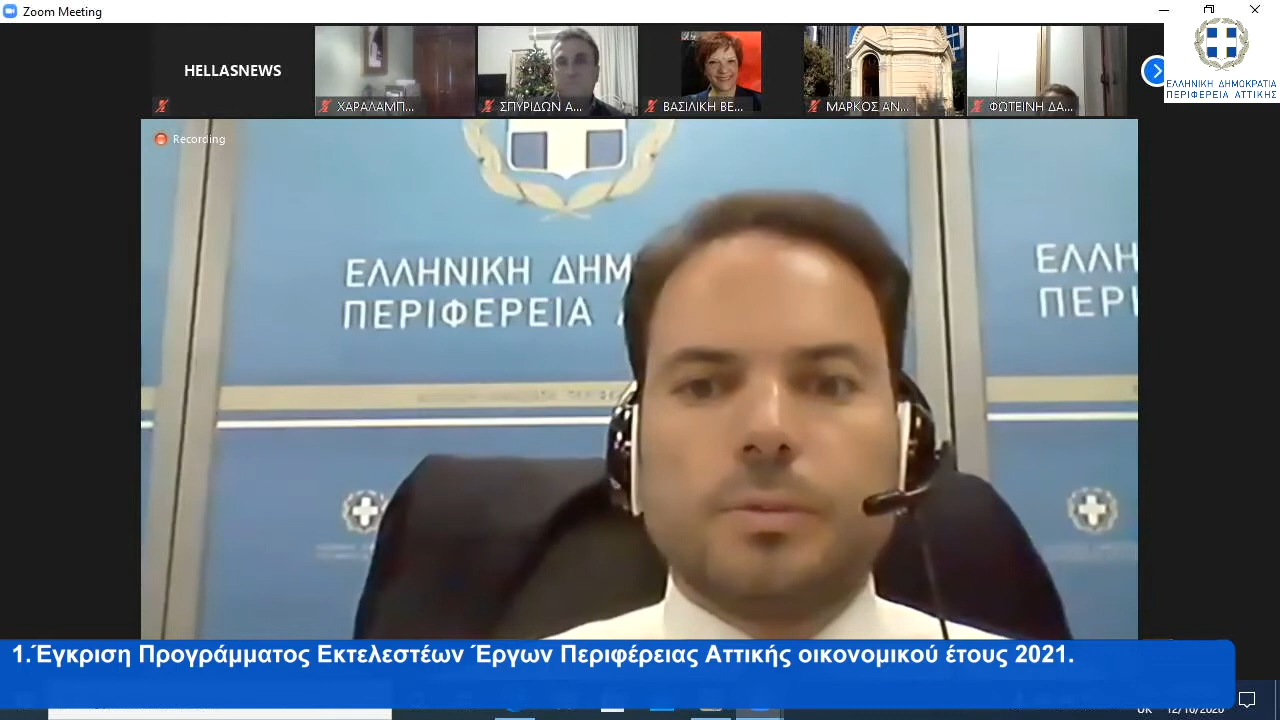 Zoom Meeting
HELLASNEWS
ΧΑΡΑΛΑΜΠ...
ΣΠΥΡΙΔΩΝ Α...
ΒΑΣΙΛΙΚΗ ΒΕ...
ΜΑΡΚΟΣ ΑΝ...
ΦΩΤΕΙΝΗ ΔΑ...
ΕΛΛΗΝΙΚΗ ΔΗΜΟΚΡΑΤΙΑ
ΠΕΡΙΦΕΡΕΙΑ ΑΤΤΙΚΗΣ
Recording
ΕΛΛΗΝΙΚΗ ΔΗΜ
ΠΕΡΙΦΕΡΕΙΑ
ΕΛΛΗ
ΠΕΡΙ
1.Έγκριση Προγράμματος Εκτελεστέων Έργων Περιφέρειας Αττικής οικονομικού έτους 2021.